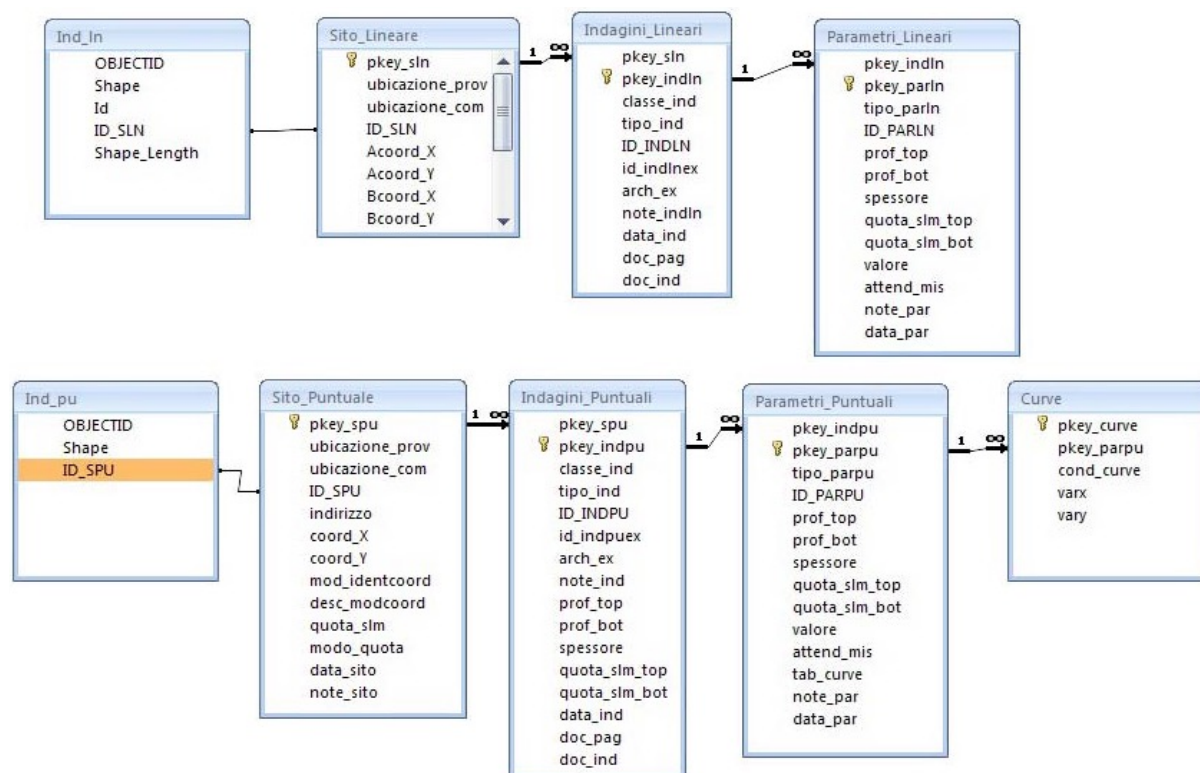 Ind_ln
OBJECTID
Shape
Id
ID_SLN
Shape_Length
Sito_Lineare
pkey_sln
ubicazione_prov
ubicazione_com
ID_SLN
Acoord_X
Acoord_Y
Bcoord_X
Bcoord_Y
1 ∞
Indagini_Lineari
pkey_sln
pkey_indln
classe_ind
tipo_ind
ID_INDLN
id_indlnex
arch_ex
note_indln
data_ind
doc_pag
doc_ind
1 ∞
Parametri_Lineari
pkey_indln
pkey_parln
tipo_parln
ID_PARLN
prof_top
prof_bot
spessore
quota_slm_top
quota_slm_bot
valore
attend_mis
note_par
data_par
Ind_pu
OBJECTID
Shape
ID_SPU
Sito_Puntuale
pkey_spu
ubicazione_prov
ubicazione_com
ID_SPU
indirizzo
coord_X
coord_Y
mod_identcoord
desc_modcoord
quota_slm
modo_quota
data_sito
note_sito
1 ∞
Indagini_Puntuali
pkey_spu
pkey_indpu
classe_ind
tipo_ind
ID_INDPU
id_indpuex
arch_ex
note_ind
prof_top
prof_bot
spessore
quota_slm_top
quota_slm_bot
data_ind
doc_pag
doc_ind
1 ∞
Parametri_Puntuali
pkey_indpu
pkey_parpu
tipo_parpu
ID_PARPU
prof_top
prof_bot
spessore
quota_slm_top
quota_slm_bot
valore
attend_mis
tab_curve
note_par
data_par
1 ∞
Curve
pkey_curve
pkey_parpu
cond_curve
varx
vary